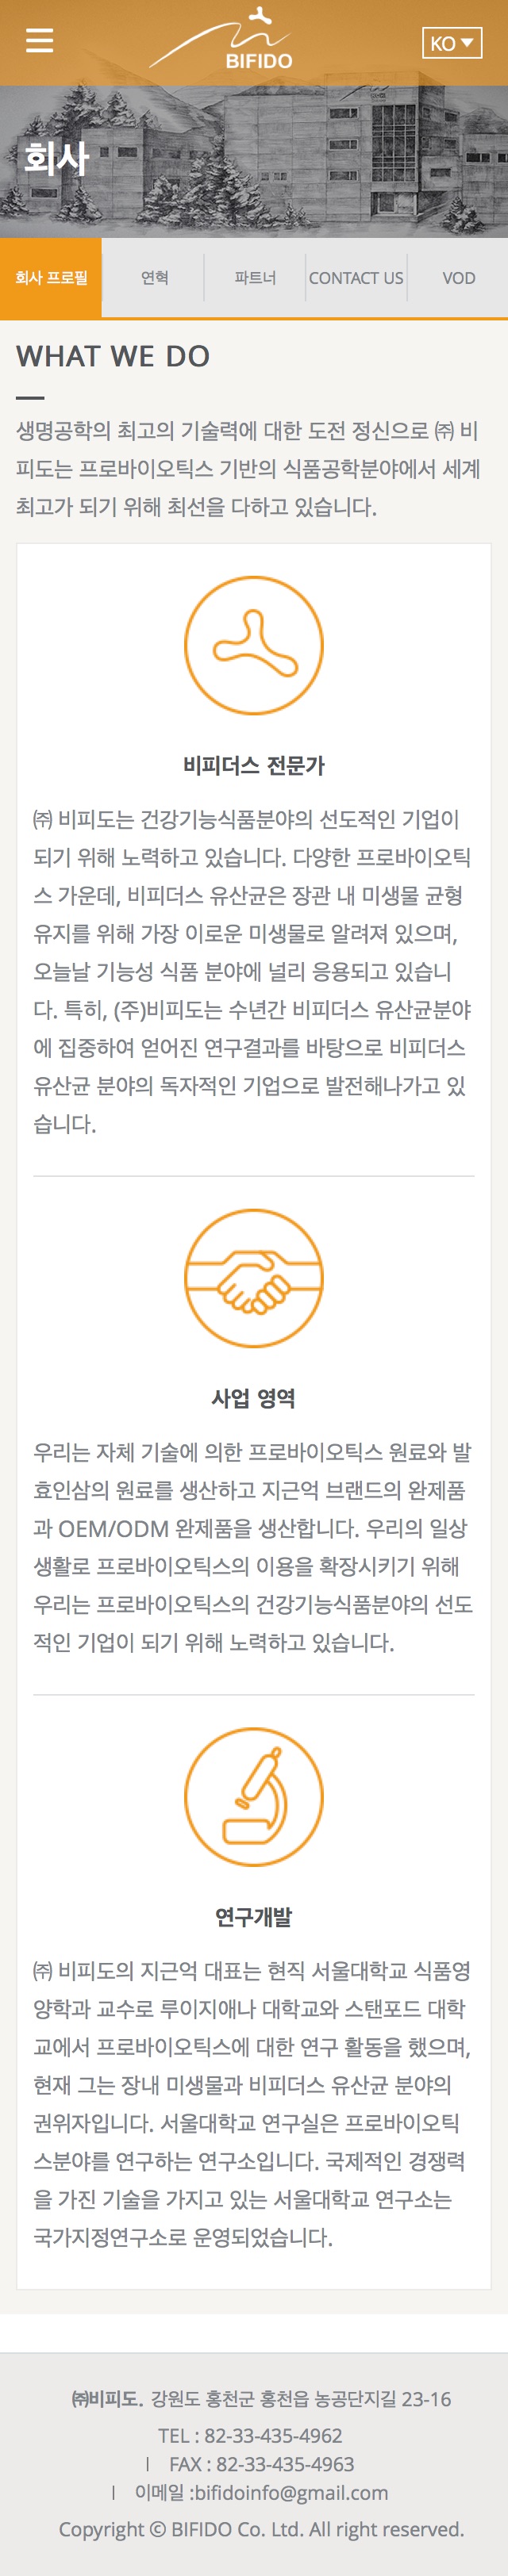 BIFIDO
KO
회사
회사 프로필
연혁
파트너
CONTACT US
VOD
WHAT WE DO
생명공학의 최고의 기술력에 대한 도전 정신으로 ㈜ 비
피도는 프로바이오틱스 기반의 식품공학분야에서 세계
최고가 되기 위해 최선을 다하고 있습니다.
비피더스 전문가
㈜ 비피도는 건강기능식품분야의 선도적인 기업이
되기 위해 노력하고 있습니다. 다양한 프로바이오틱
스 가운데, 비피더스 유산균은 장관 내 미생물 균형
유지를 위해 가장 이로운 미생물로 알려져 있으며,
오늘날 기능성 식품 분야에 널리 응용되고 있습니
다. 특히, (주)비피도는 수년간 비피더스 유산균분야
에 집중하여 얻어진 연구결과를 바탕으로 비피더스
유산균 분야의 독자적인 기업으로 발전해나가고 있
습니다.
사업 영역
우리는 자체 기술에 의한 프로바이오틱스 원료와 발
효인삼의 원료를 생산하고 지근억 브랜드의 완제품
과 OEM/ODM 완제품을 생산합니다. 우리의 일상
생활로 프로바이오틱스의 이용을 확장시키기 위해
우리는 프로바이오틱스의 건강기능식품분야의 선도
적인 기업이 되기 위해 노력하고 있습니다.
연구개발
㈜ 비피도의 지근억 대표는 현직 서울대학교 식품영
양학과 교수로 루이지애나 대학교와 스탠포드 대학
교에서 프로바이오틱스에 대한 연구 활동을 했으며,
현재 그는 장내 미생물과 비피더스 유산균 분야의
권위자입니다. 서울대학교 연구실은 프로바이오틱
스분야를 연구하는 연구소입니다. 국제적인 경쟁력
을 가진 기술을 가지고 있는 서울대학교 연구소는
국가지정연구소로 운영되었습니다.
㈜비피도. 강원도 홍천군 홍천읍 농공단지길 23-16
TEL : 82-33-435-4962
| FAX : 82-33-435-4963
| 이메일 :bifidoinfo@gmail.com
Copyright ⓒ BIFIDO Co. Ltd. All right reserved.